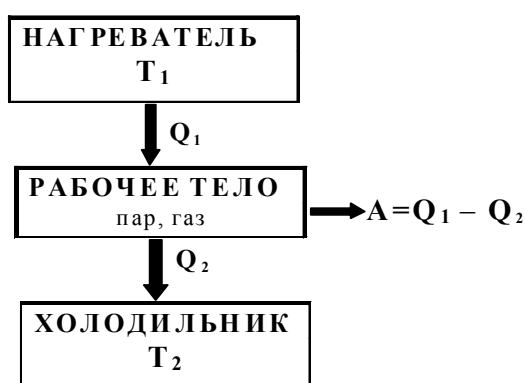 НАГРЕВАТЕЛЬ
T₁
Q₁
РАБОЧЕЕ ТЕЛО
пар, газ
A=Q₁ – Q₂
Q₂
ХОЛОДИЛЬНИК
T₂